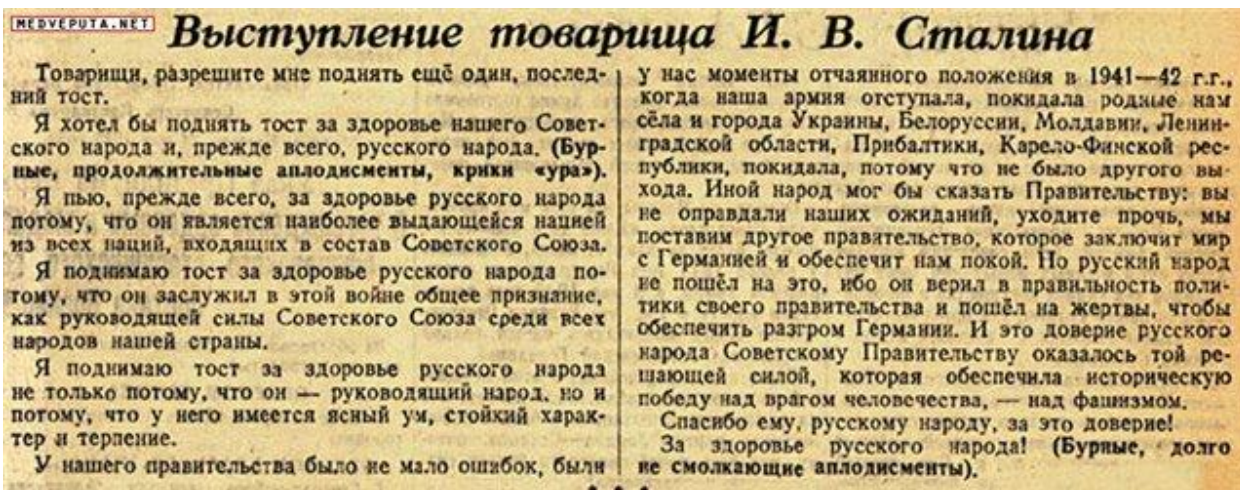 MEDVEPUTA.NET
Выступление товарища И. В. Сталина
Товарищи, разрешите мне поднять ещё один, послед-
ний тост.
Я хотел бы поднять тост за здоровье нашего Совет-
ского народа и, прежде всего, русского народа. (Бур-
ные, продолжительные аплодисменты, крики «ура»).
Я пью, прежде всего, за здоровье русского народа
потому, что он является наиболее выдающейся нацией
из всех наций, входящих в состав Советского Союза.
Я поднимаю тост за здоровье русского народа по-
тому, что он заслужил в этой войне общее признание,
как руководящей силы Советского Союза среди всех
народов нашей страны.
Я поднимаю тост за здоровье русского народа
не только потому, что он — руководящий народ, но и
потому, что у него имеется ясный ум, стойкий харак-
тер и терпение.
У нашего правительства было не мало ошибок, были
у нас моменты отчаянного положения в 1941—42 г.г.,
когда наша армия отступала, покидала родные нам
сёла и города Украины, Белоруссии, Молдавии, Ленин-
градской области, Прибалтики, Карело-Финской рес-
публики, покидала, потому что не было другого вы-
хода. Иной народ мог бы сказать Правительству: вы
не оправдали наших ожиданий, уходите прочь, мы
поставим другое правительство, которое заключит мир
с Германией и обеспечит нам покой. Но русский народ
не пошёл на это, ибо он верил в правильность поли-
тики своего правительства и пошёл на жертвы, чтобы
обеспечить разгром Германии. И это доверие русского
народа Советскому Правительству оказалось той ре-
шающей силой, которая обеспечила историческую
победу над врагом человечества, — над фашизмом.
Спасибо ему, русскому народу, за это доверие!
За здоровье русского народа! (Бурные, долго
не смолкающие аплодисменты).